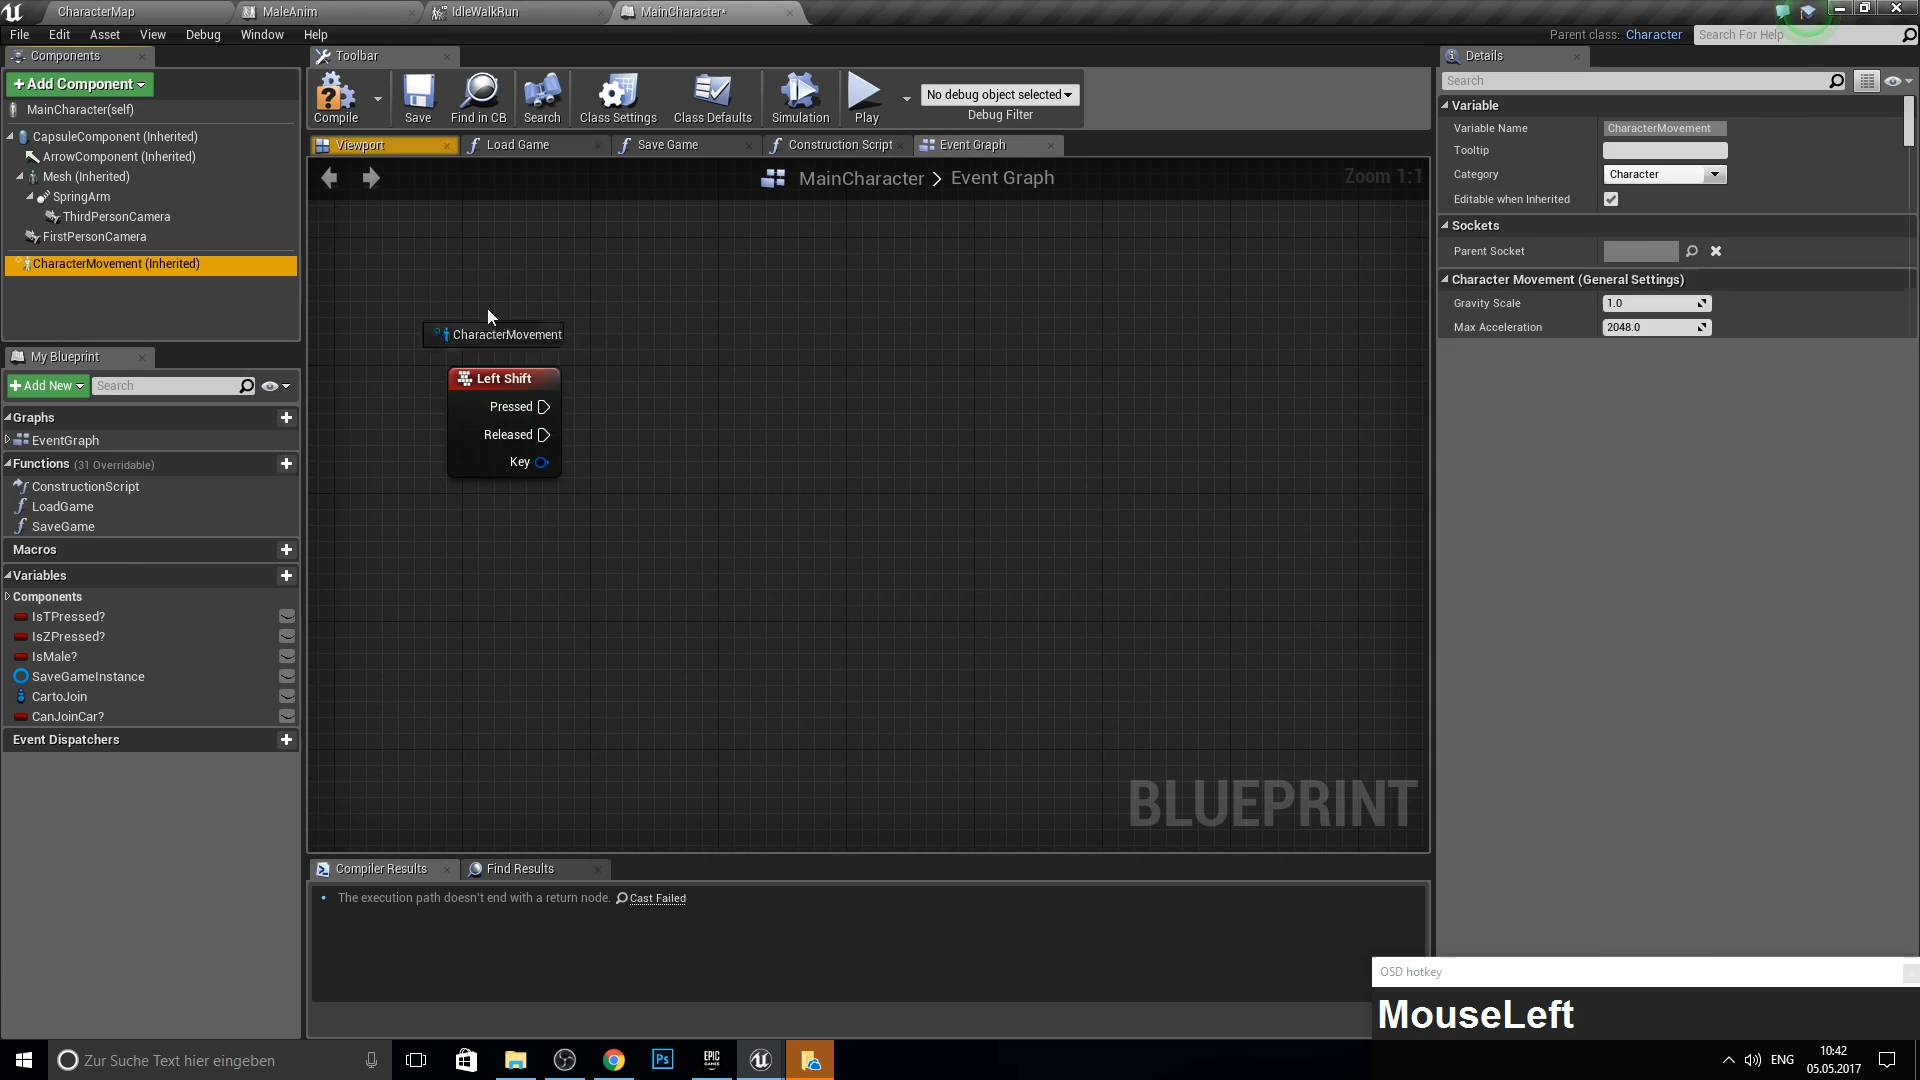 CharacterMap
MaleAnim
IdleWalkRun
MainCharacter*
File Edit Asset View Debug Window Help
Parent class: Character
Search For Help
Components
Toolbar
Details
+Add Component
MainCharacter(self)
CapsuleComponent (Inherited)
ArrowComponent (Inherited)
Mesh (Inherited)
SpringArm
ThirdPersonCamera
FirstPersonCamera
CharacterMovement (Inherited)
Compile
Save
Find in CB
Search
Class Settings
Class Defaults
Simulation
Play
No debug object selected
Debug Filter
Viewport
Load Game
Save Game
Construction Script
Event Graph
MainCharacter > Event Graph
Zoom 1:1
CharacterMovement
Left Shift
Pressed
Released
Key
BLUEPRINT
My Blueprint
+Add New
Search
Graphs
EventGraph
Functions (31 Overridable)
ConstructionScript
LoadGame
SaveGame
Macros
Variables
Components
IsTPressed?
IsZPressed?
IsMale?
SaveGameInstance
CartoJoin
CanJoinCar?
Event Dispatchers
Search
Variable
Variable Name CharacterMovement
Tooltip
Category Character
Editable when Inherited
Sockets
Parent Socket
Character Movement (General Settings)
Gravity Scale 1.0
Max Acceleration 2048.0
Compiler Results
Find Results
The execution path doesn't end with a return node. Cast Failed
OSD hotkey
MouseLeft
Zur Suche Text hier eingeben
Ps
EPIC GAMES
ENG
10:42
05.05.2017